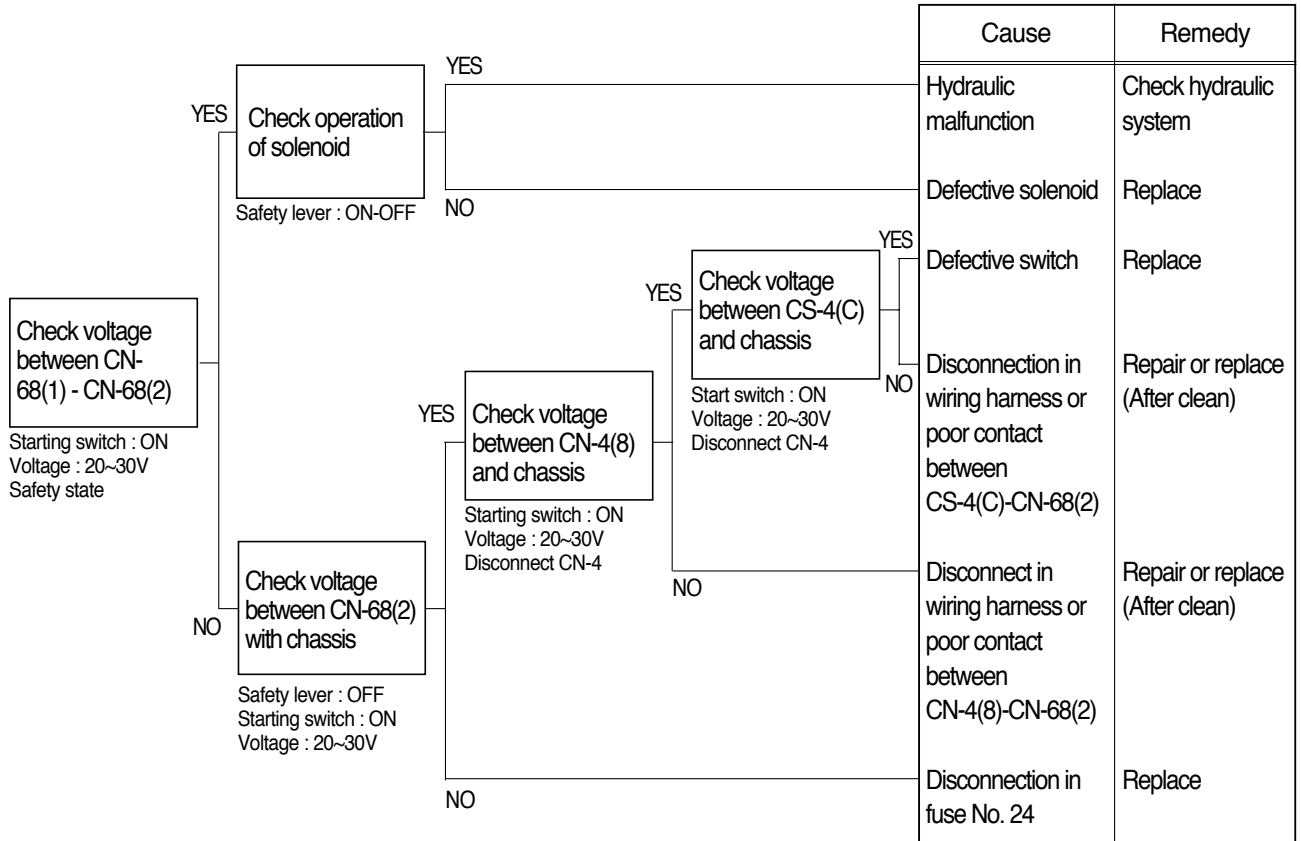 Cause
Remedy
YES
Hydraulic
malfunction
Check hydraulic
system
YES
Check operation
of solenoid
Safety lever : ON-OFF
NO
Defective solenoid
Replace
YES
Defective switch
Replace
YES
Check voltage
between CS-4(C)
and chassis
Start switch : ON
Voltage : 20~30V
Disconnect CN-4
NO
Disconnection in
wiring harness or
poor contact
between
CS-4(C)-CN-68(2)
Repair or replace
(After clean)
Check voltage
between CN-
68(1) - CN-68(2)
Starting switch : ON
Voltage : 20~30V
Safety state
YES
Check voltage
between CN-4(8)
and chassis
Starting switch : ON
Voltage : 20~30V
Disconnect CN-4
NO
Disconnect in
wiring harness or
poor contact
between
CN-4(8)-CN-68(2)
Repair or replace
(After clean)
NO
Check voltage
between CN-68(2)
with chassis
Safety lever : OFF
Starting switch : ON
Voltage : 20~30V
NO
Disconnection in
fuse No. 24
Replace